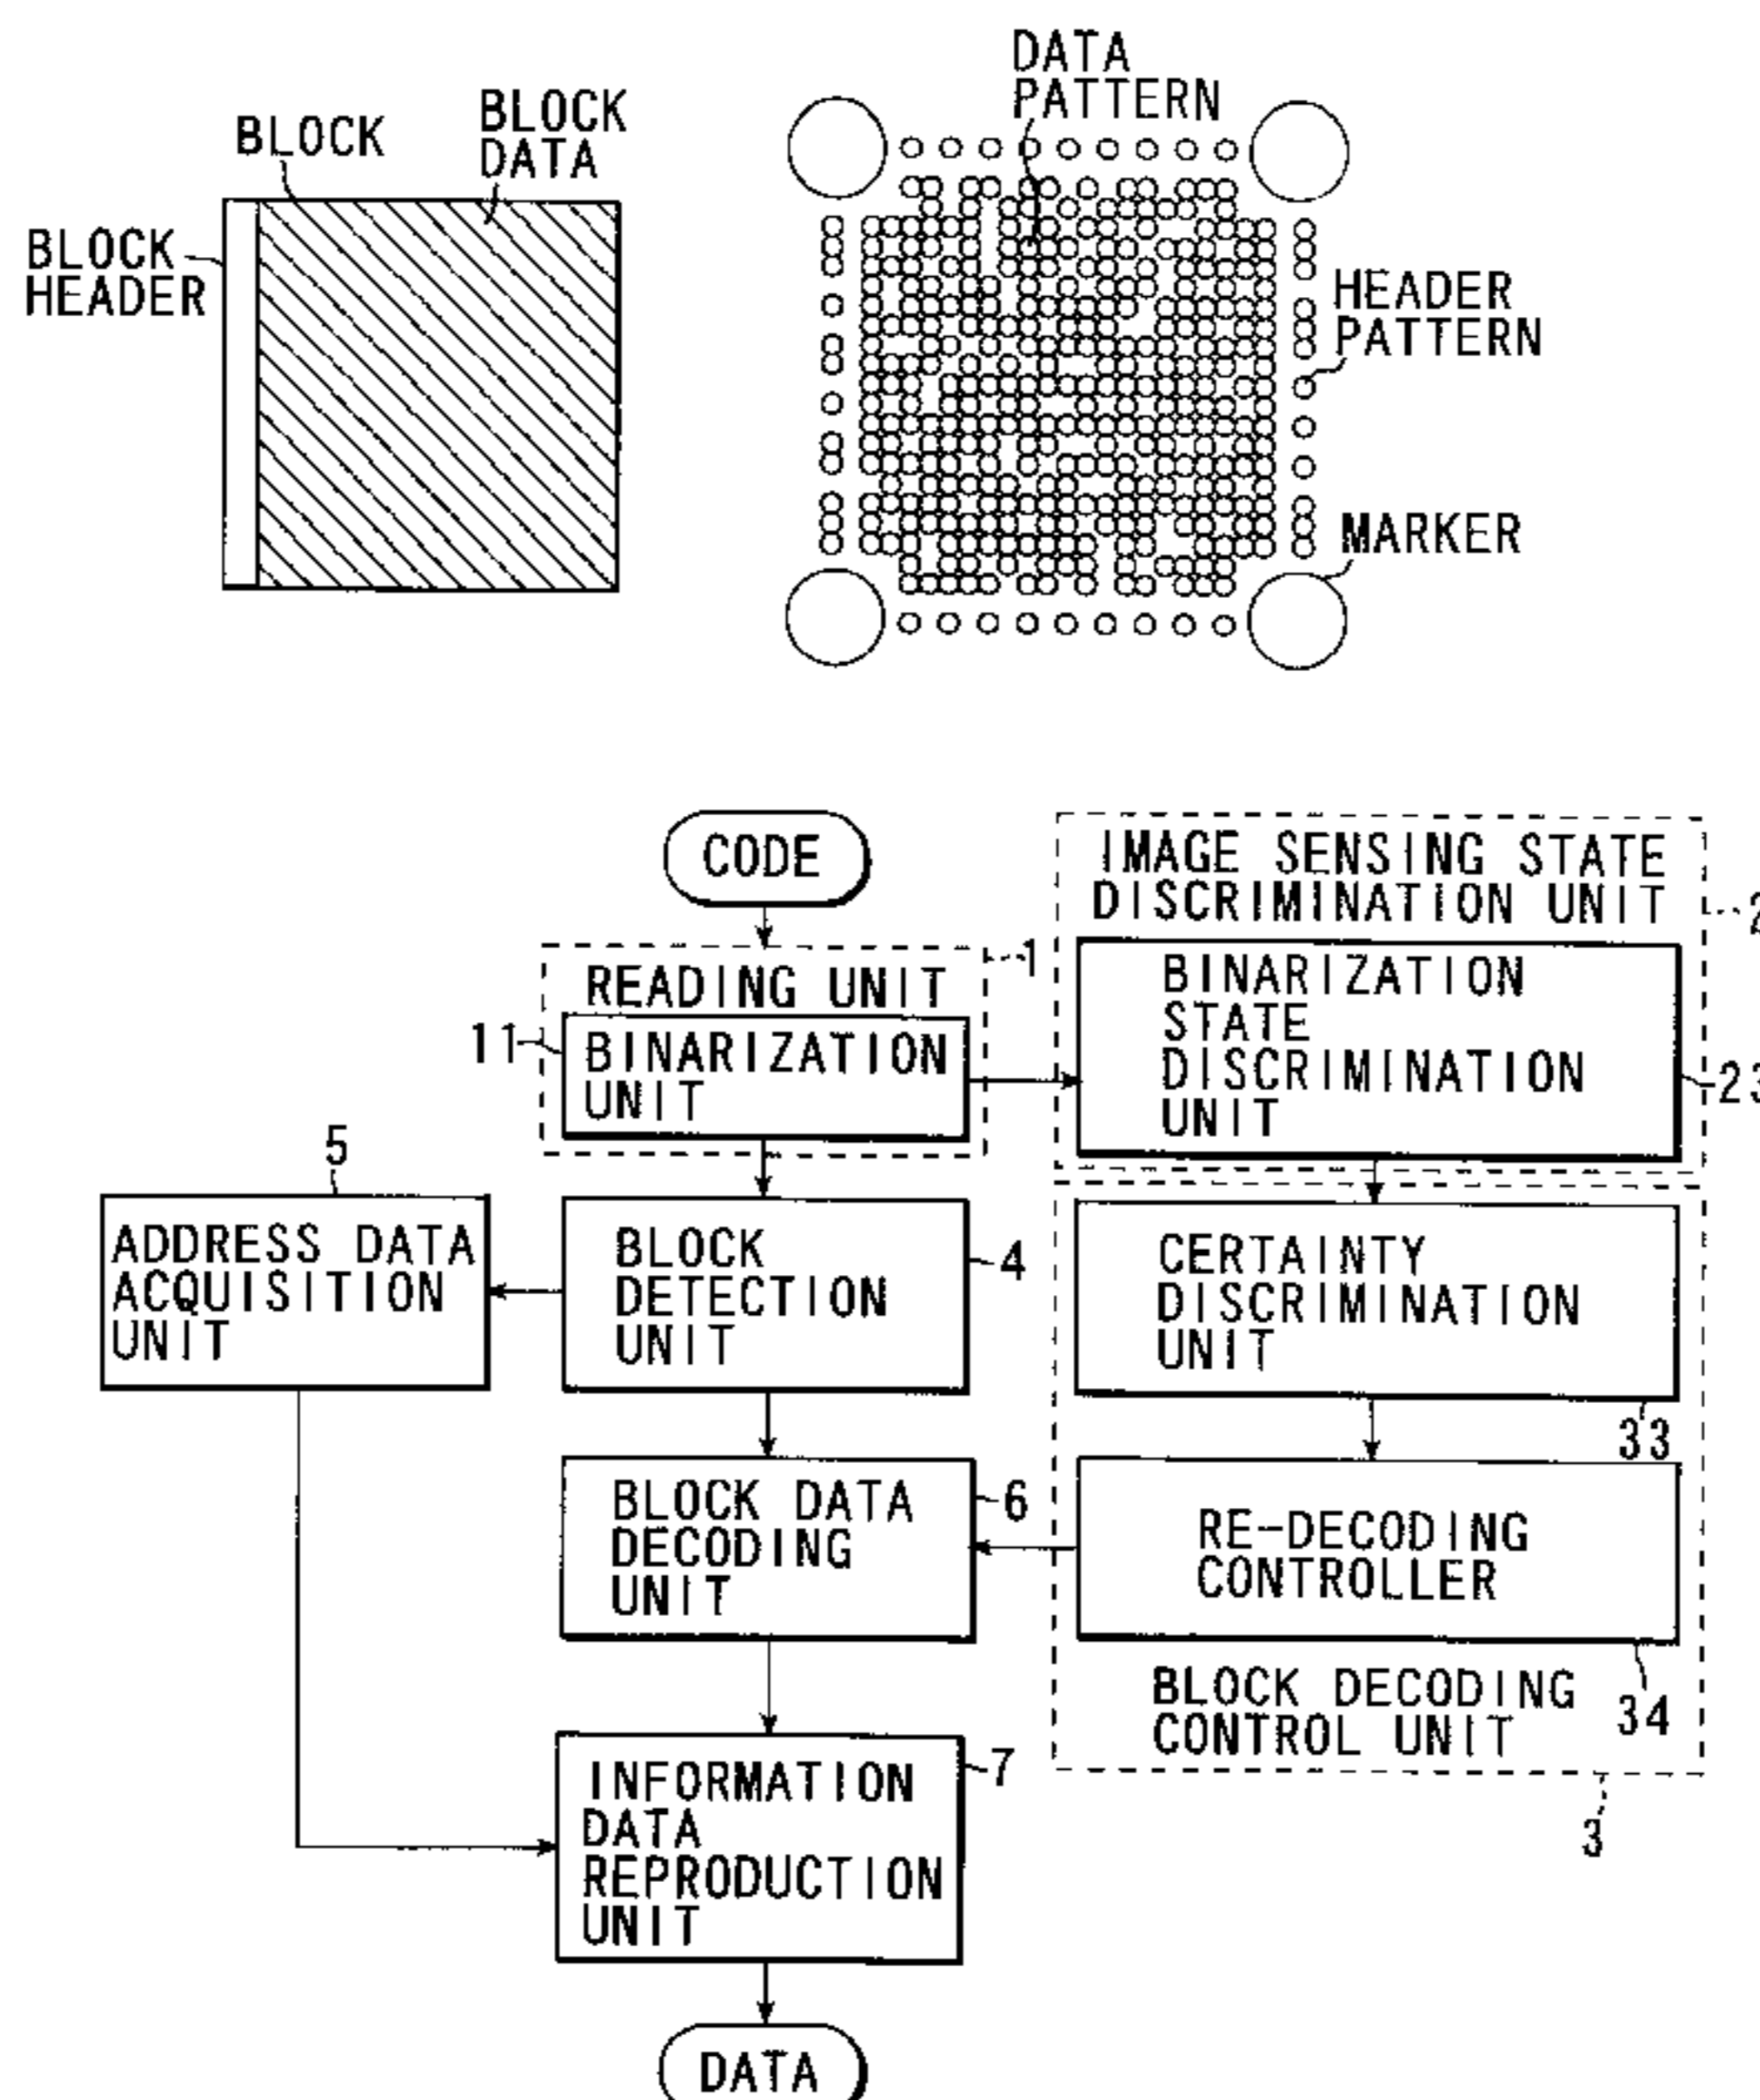 BLOCK
BLOCK
DATA
BLOCK
HEADER
DATA
PATTERN
HEADER
PATTERN
MARKER
CODE
READING UNIT
1
11
BINARIZATION
UNIT
IMAGE SENSING STATE
DISCRIMINATION UNIT
2
BINARIZATION
STATE
DISCRIMINATION
UNIT
23
5
ADDRESS DATA
ACQUISITION
UNIT
BLOCK
DETECTION
UNIT
4
CERTAINTY
DISCRIMINATION
UNIT
33
BLOCK DATA
DECODING
UNIT
6
RE-DECODING
CONTROLLER
34
BLOCK DECODING
CONTROL UNIT
3
INFORMATION
DATA
REPRODUCTION
UNIT
7
DATA